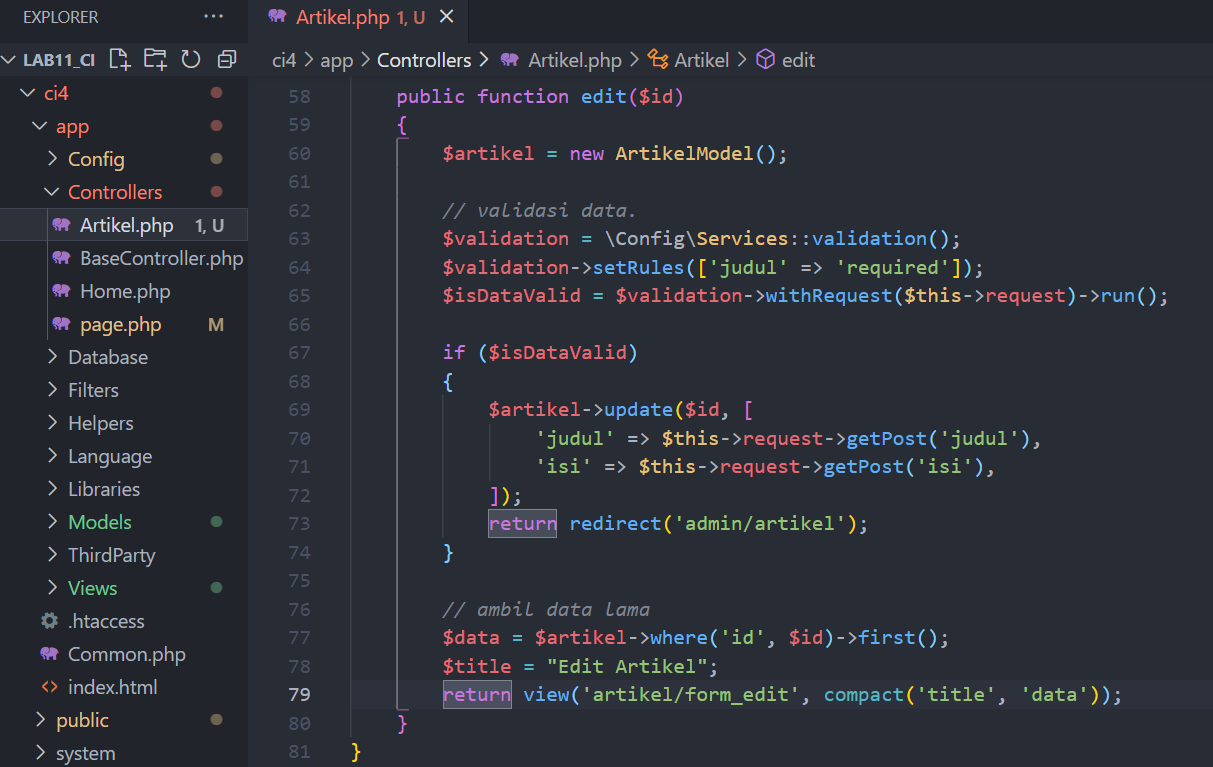 EXPLORER ···
LAB11_CI
ci4
app
Config
Controllers
Artikel.php 1, U
BaseController.php
Home.php
page.php M
Database
Filters
Helpers
Language
Libraries
Models
ThirdParty
Views
.htaccess
Common.php
index.html
public
system
Artikel.php 1, U
ci4 > app > Controllers > Artikel.php > Artikel > edit
58 public function edit($id)
59 {
60 $artikel = new ArtikelModel();
61
62 // validasi data.
63 $validation = \Config\Services::validation();
64 $validation->setRules(['judul' => 'required']);
65 $isDataValid = $validation->withRequest($this->request)->run();
66
67 if ($isDataValid)
68 {
69 $artikel->update($id, [
70 'judul' => $this->request->getPost('judul'),
71 'isi' => $this->request->getPost('isi'),
72 ]);
73 return redirect('admin/artikel');
74 }
75
76 // ambil data lama
77 $data = $artikel->where('id', $id)->first();
78 $title = "Edit Artikel";
79 return view('artikel/form_edit', compact('title', 'data'));
80 }
81 }